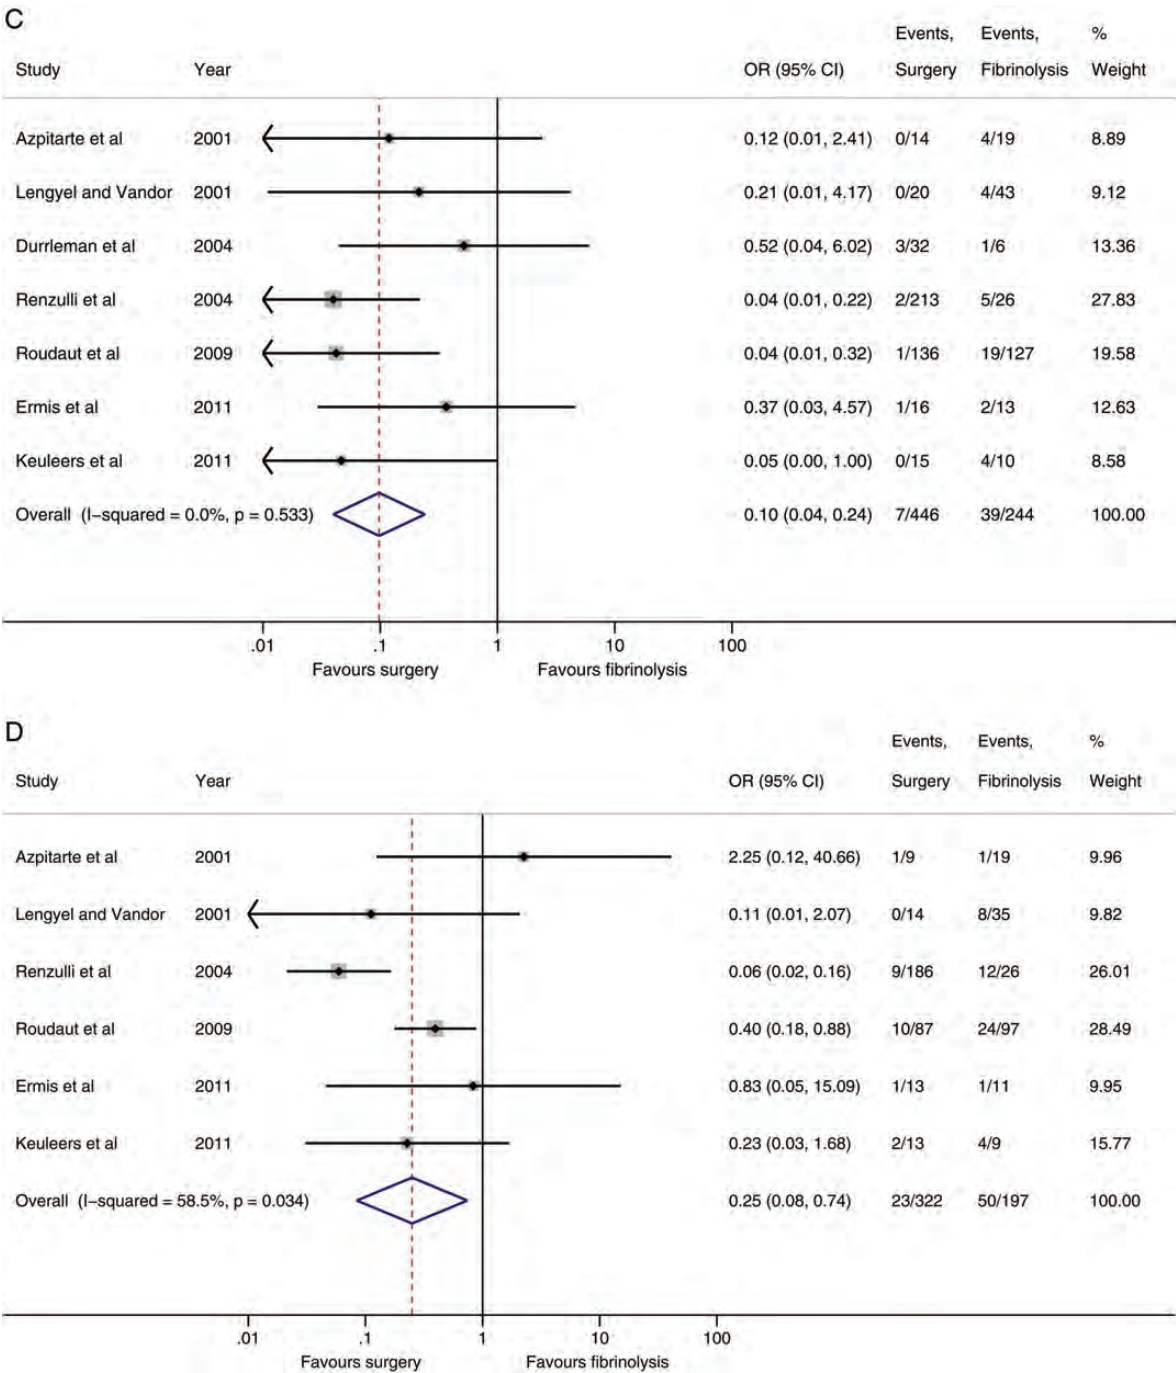 C
Events, Events, %
Study Year OR (95% CI) Surgery Fibrinolysis Weight
Azpitarte et al 2001 0.12 (0.01, 2.41) 0/14 4/19 8.89
Lengyel and Vandor 2001 0.21 (0.01, 4.17) 0/20 4/43 9.12
Durrleman et al 2004 0.52 (0.04, 6.02) 3/32 1/6 13.36
Renzulli et al 2004 0.04 (0.01, 0.22) 2/213 5/26 27.83
Roudaut et al 2009 0.04 (0.01, 0.32) 1/136 19/127 19.58
Ermis et al 2011 0.37 (0.03, 4.57) 1/16 2/13 12.63
Keuleers et al 2011 0.05 (0.00, 1.00) 0/15 4/10 8.58
Overall (I−squared = 0.0%, p = 0.533) 0.10 (0.04, 0.24) 7/446 39/244 100.00
.01 .1 1 10 100
Favours surgery Favours fibrinolysis
D
Events, Events, %
Study Year OR (95% CI) Surgery Fibrinolysis Weight
Azpitarte et al 2001 2.25 (0.12, 40.66) 1/9 1/19 9.96
Lengyel and Vandor 2001 0.11 (0.01, 2.07) 0/14 8/35 9.82
Renzulli et al 2004 0.06 (0.02, 0.16) 9/186 12/26 26.01
Roudaut et al 2009 0.40 (0.18, 0.88) 10/87 24/97 28.49
Ermis et al 2011 0.83 (0.05, 15.09) 1/13 1/11 9.95
Keuleers et al 2011 0.23 (0.03, 1.68) 2/13 4/9 15.77
Overall (I−squared = 58.5%, p = 0.034) 0.25 (0.08, 0.74) 23/322 50/197 100.00
.01 .1 1 10 100
Favours surgery Favours fibrinolysis